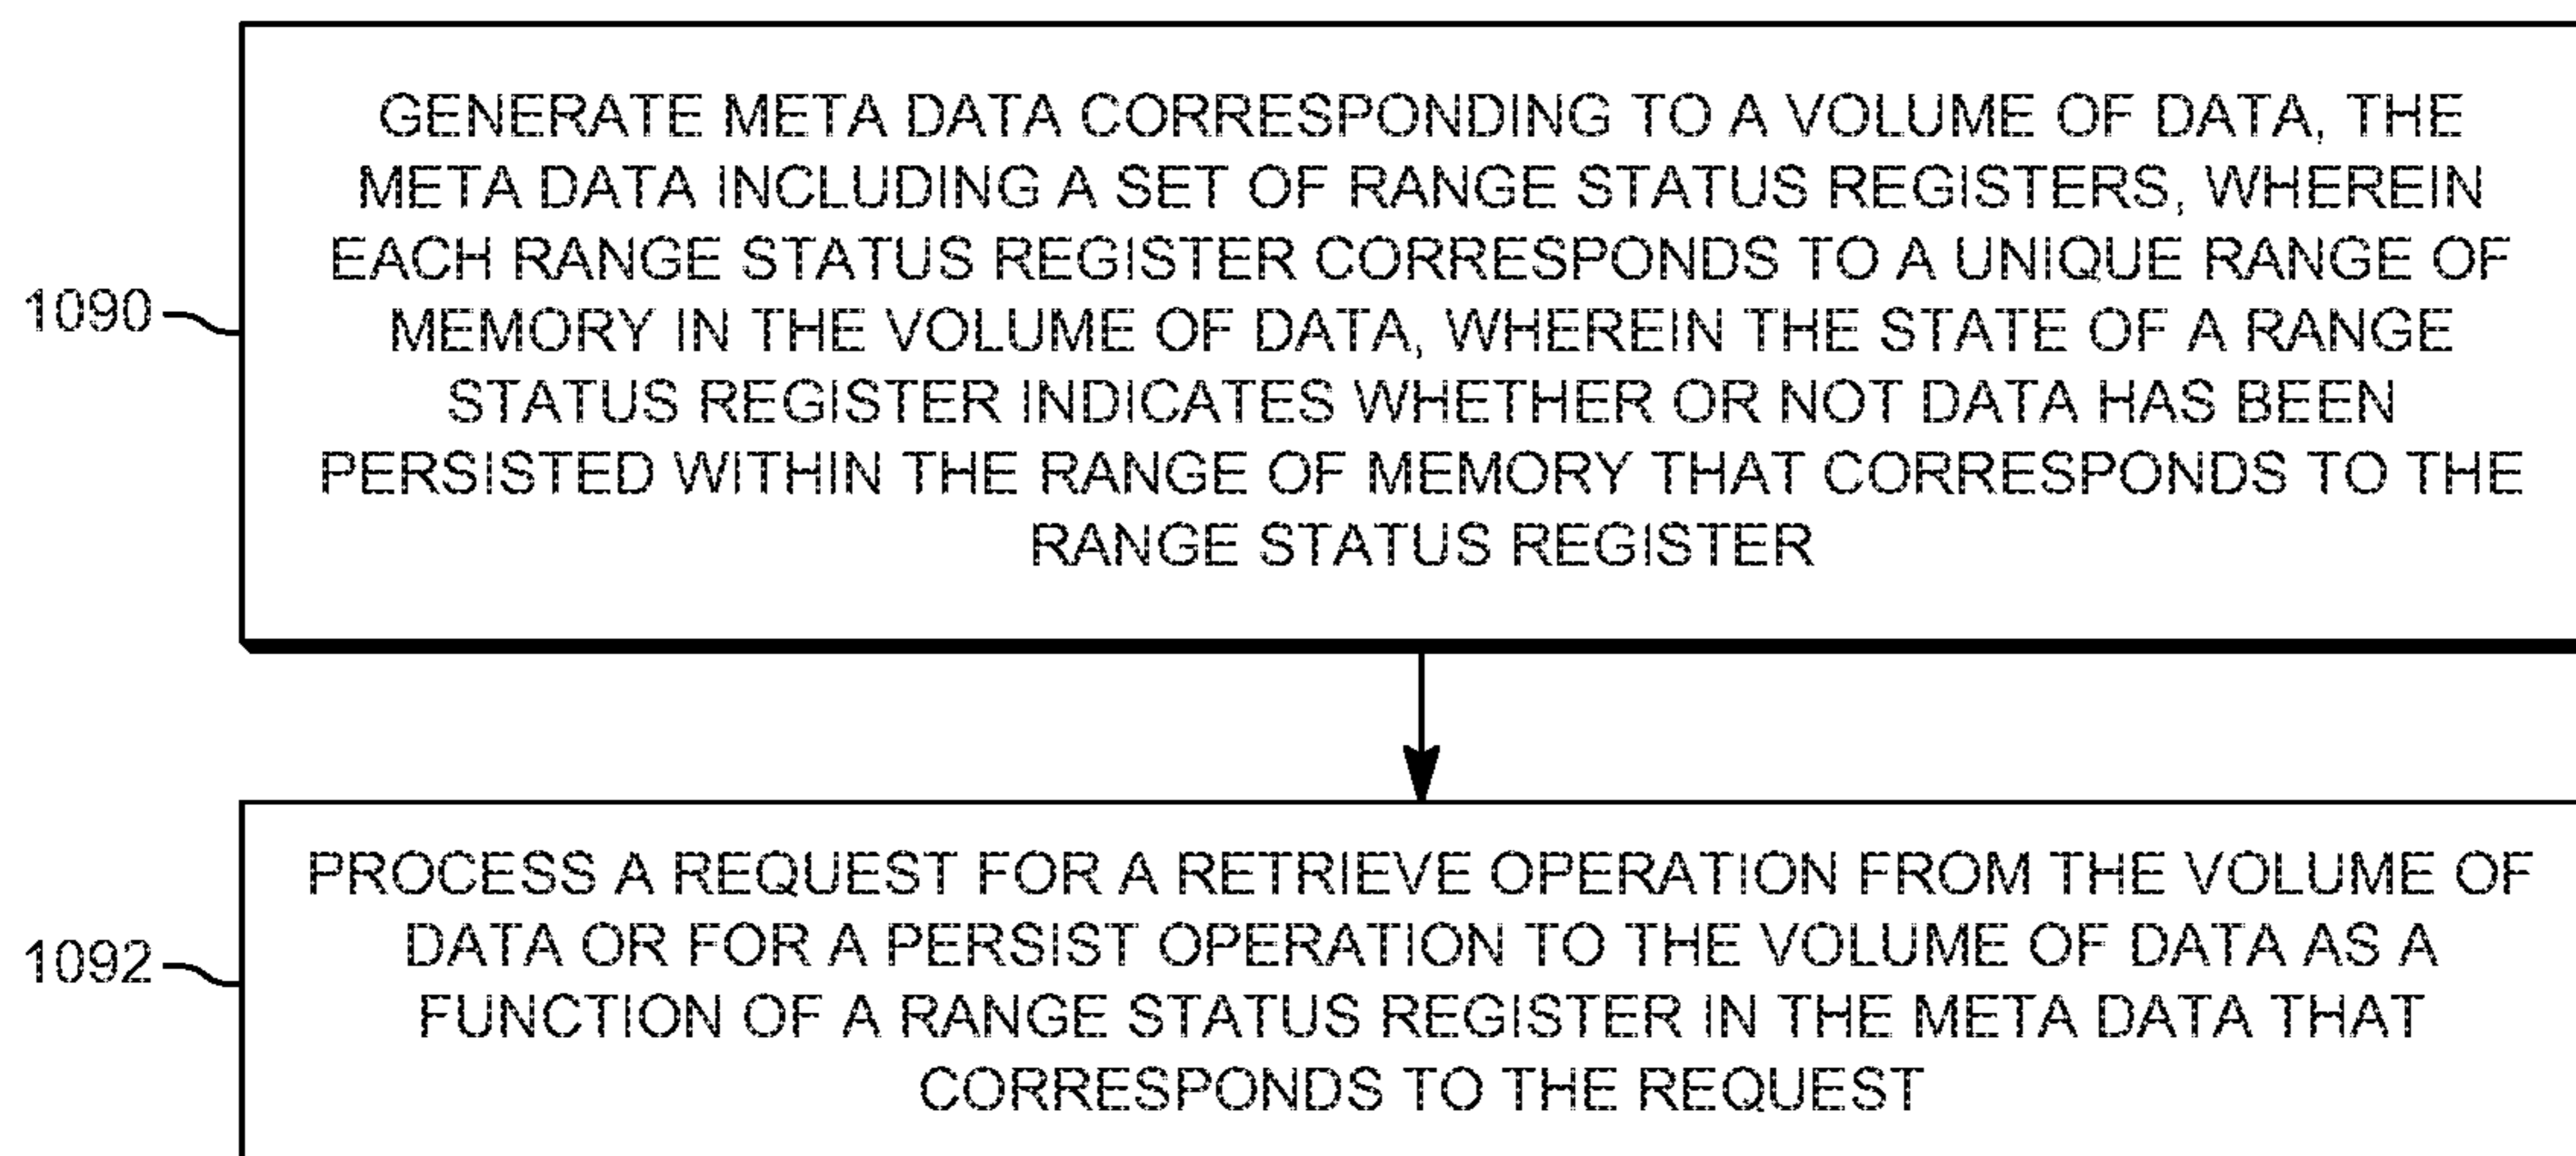 GENERATE META DATA CORRESPONDING TO A VOLUME OF DATA, THE
META DATA INCLUDING A SET OF RANGE STATUS REGISTERS, WHEREIN
EACH RANGE STATUS REGISTER CORRESPONDS TO A UNIQUE RANGE OF
1090
MEMORY IN THE VOLUME OF DATA, WHEREIN THE STATE OF A RANGE
STATUS REGISTER INDICATES WHETHER OR NOT DATA HAS BEEN
PERSISTED WITHIN THE RANGE OF MEMORY THAT CORRESPONDS TO THE
RANGE STATUS REGISTER
PROCESS A REQUEST FOR A RETRIEVE OPERATION FROM THE VOLUME OF
DATA OR FOR A PERSIST OPERATION TO THE VOLUME OF DATA AS A
1092
FUNCTION OF A RANGE STATUS REGISTER IN THE META DATA THAT
CORRESPONDS TO THE REQUEST